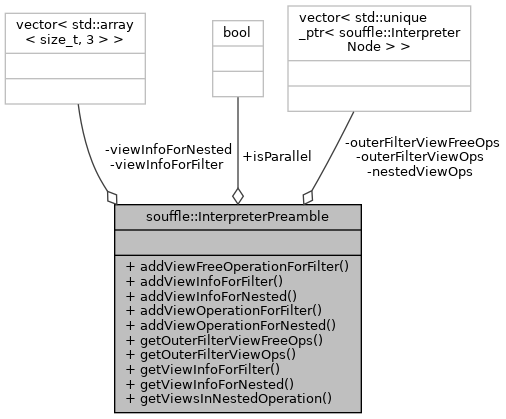 vector< std::array
< size_t, 3 > >
bool
vector< std::unique
_ptr< souffle::Interpreter
Node > >
-viewInfoForNested
-viewInfoForFilter
+isParallel
-outerFilterViewFreeOps
-outerFilterViewOps
-nestedViewOps
souffle::InterpreterPreamble
+ addViewFreeOperationForFilter()
+ addViewInfoForFilter()
+ addViewInfoForNested()
+ addViewOperationForFilter()
+ addViewOperationForNested()
+ getOuterFilterViewFreeOps()
+ getOuterFilterViewOps()
+ getViewInfoForFilter()
+ getViewInfoForNested()
+ getViewsInNestedOperation()